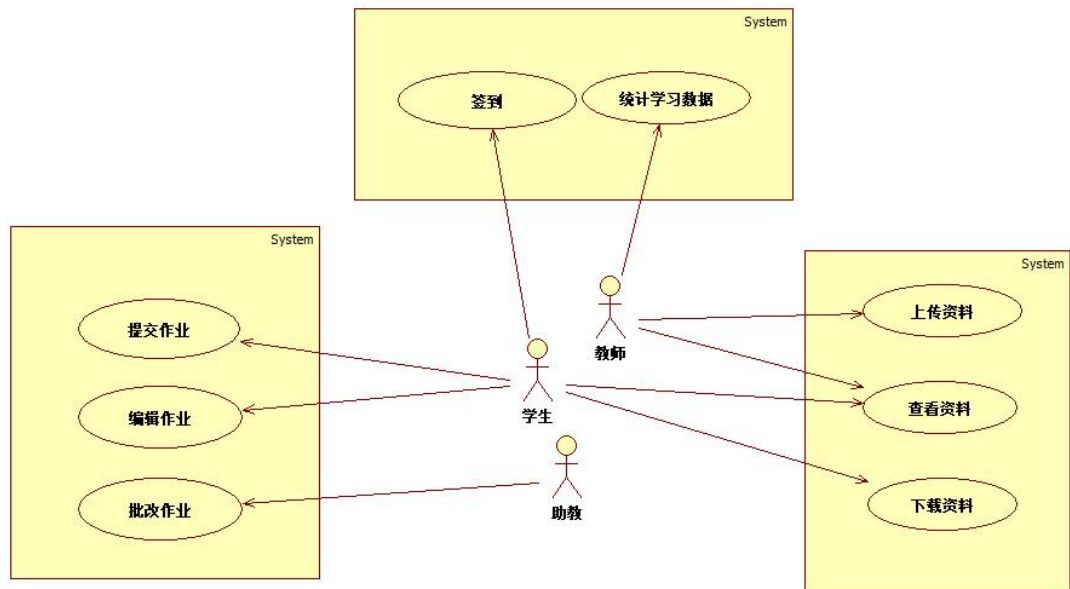 System
签到
统计学习数据
System
提交作业
编辑作业
批改作业
教师
学生
助教
System
上传资料
查看资料
下载资料